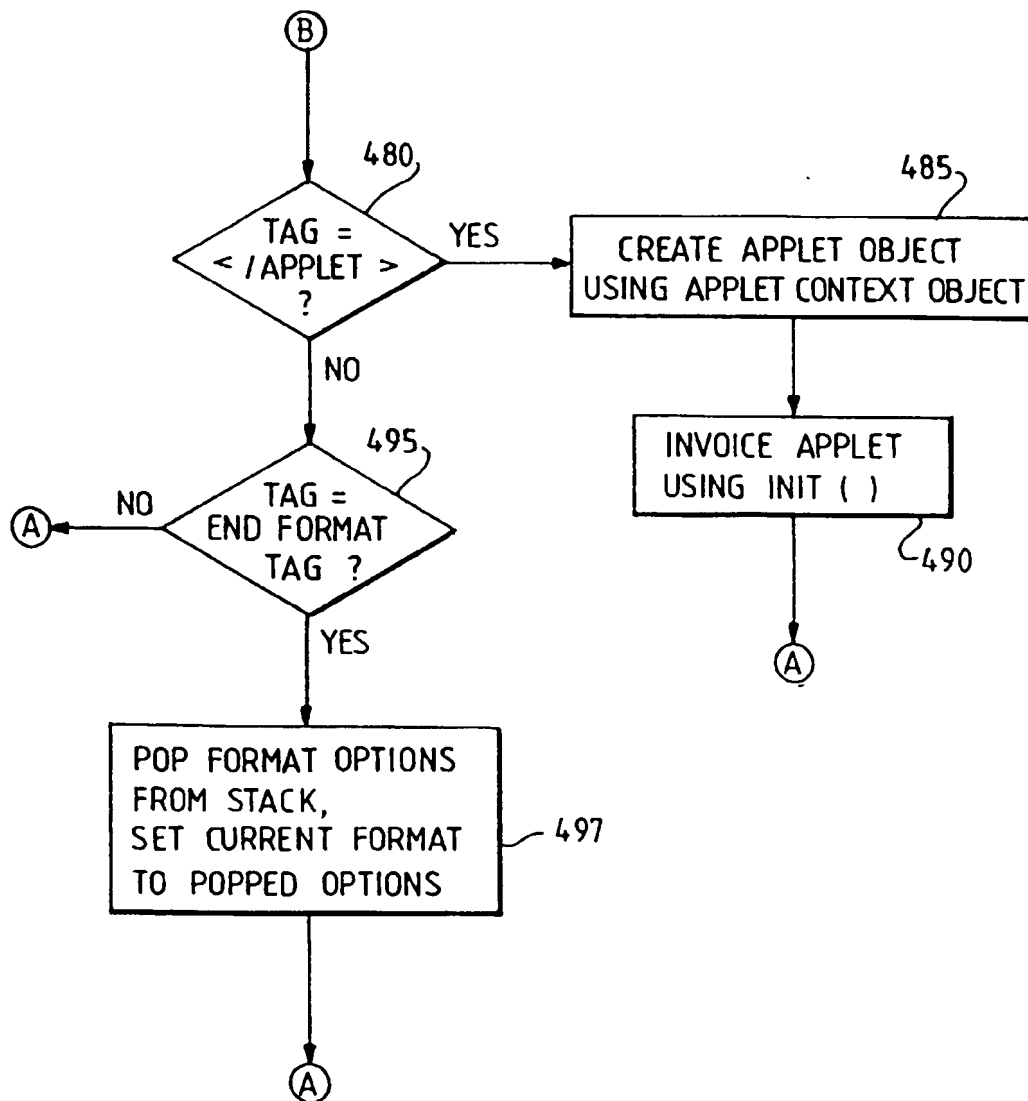 B
480
TAG =
< /APPLET >
?
YES
485
CREATE APPLET OBJECT
USING APPLET CONTEXT OBJECT
NO
INVOICE APPLET
USING INIT ( )
490
A
495
TAG =
END FORMAT
TAG ?
NO
A
YES
POP FORMAT OPTIONS
FROM STACK,
SET CURRENT FORMAT
TO POPPED OPTIONS
497
A